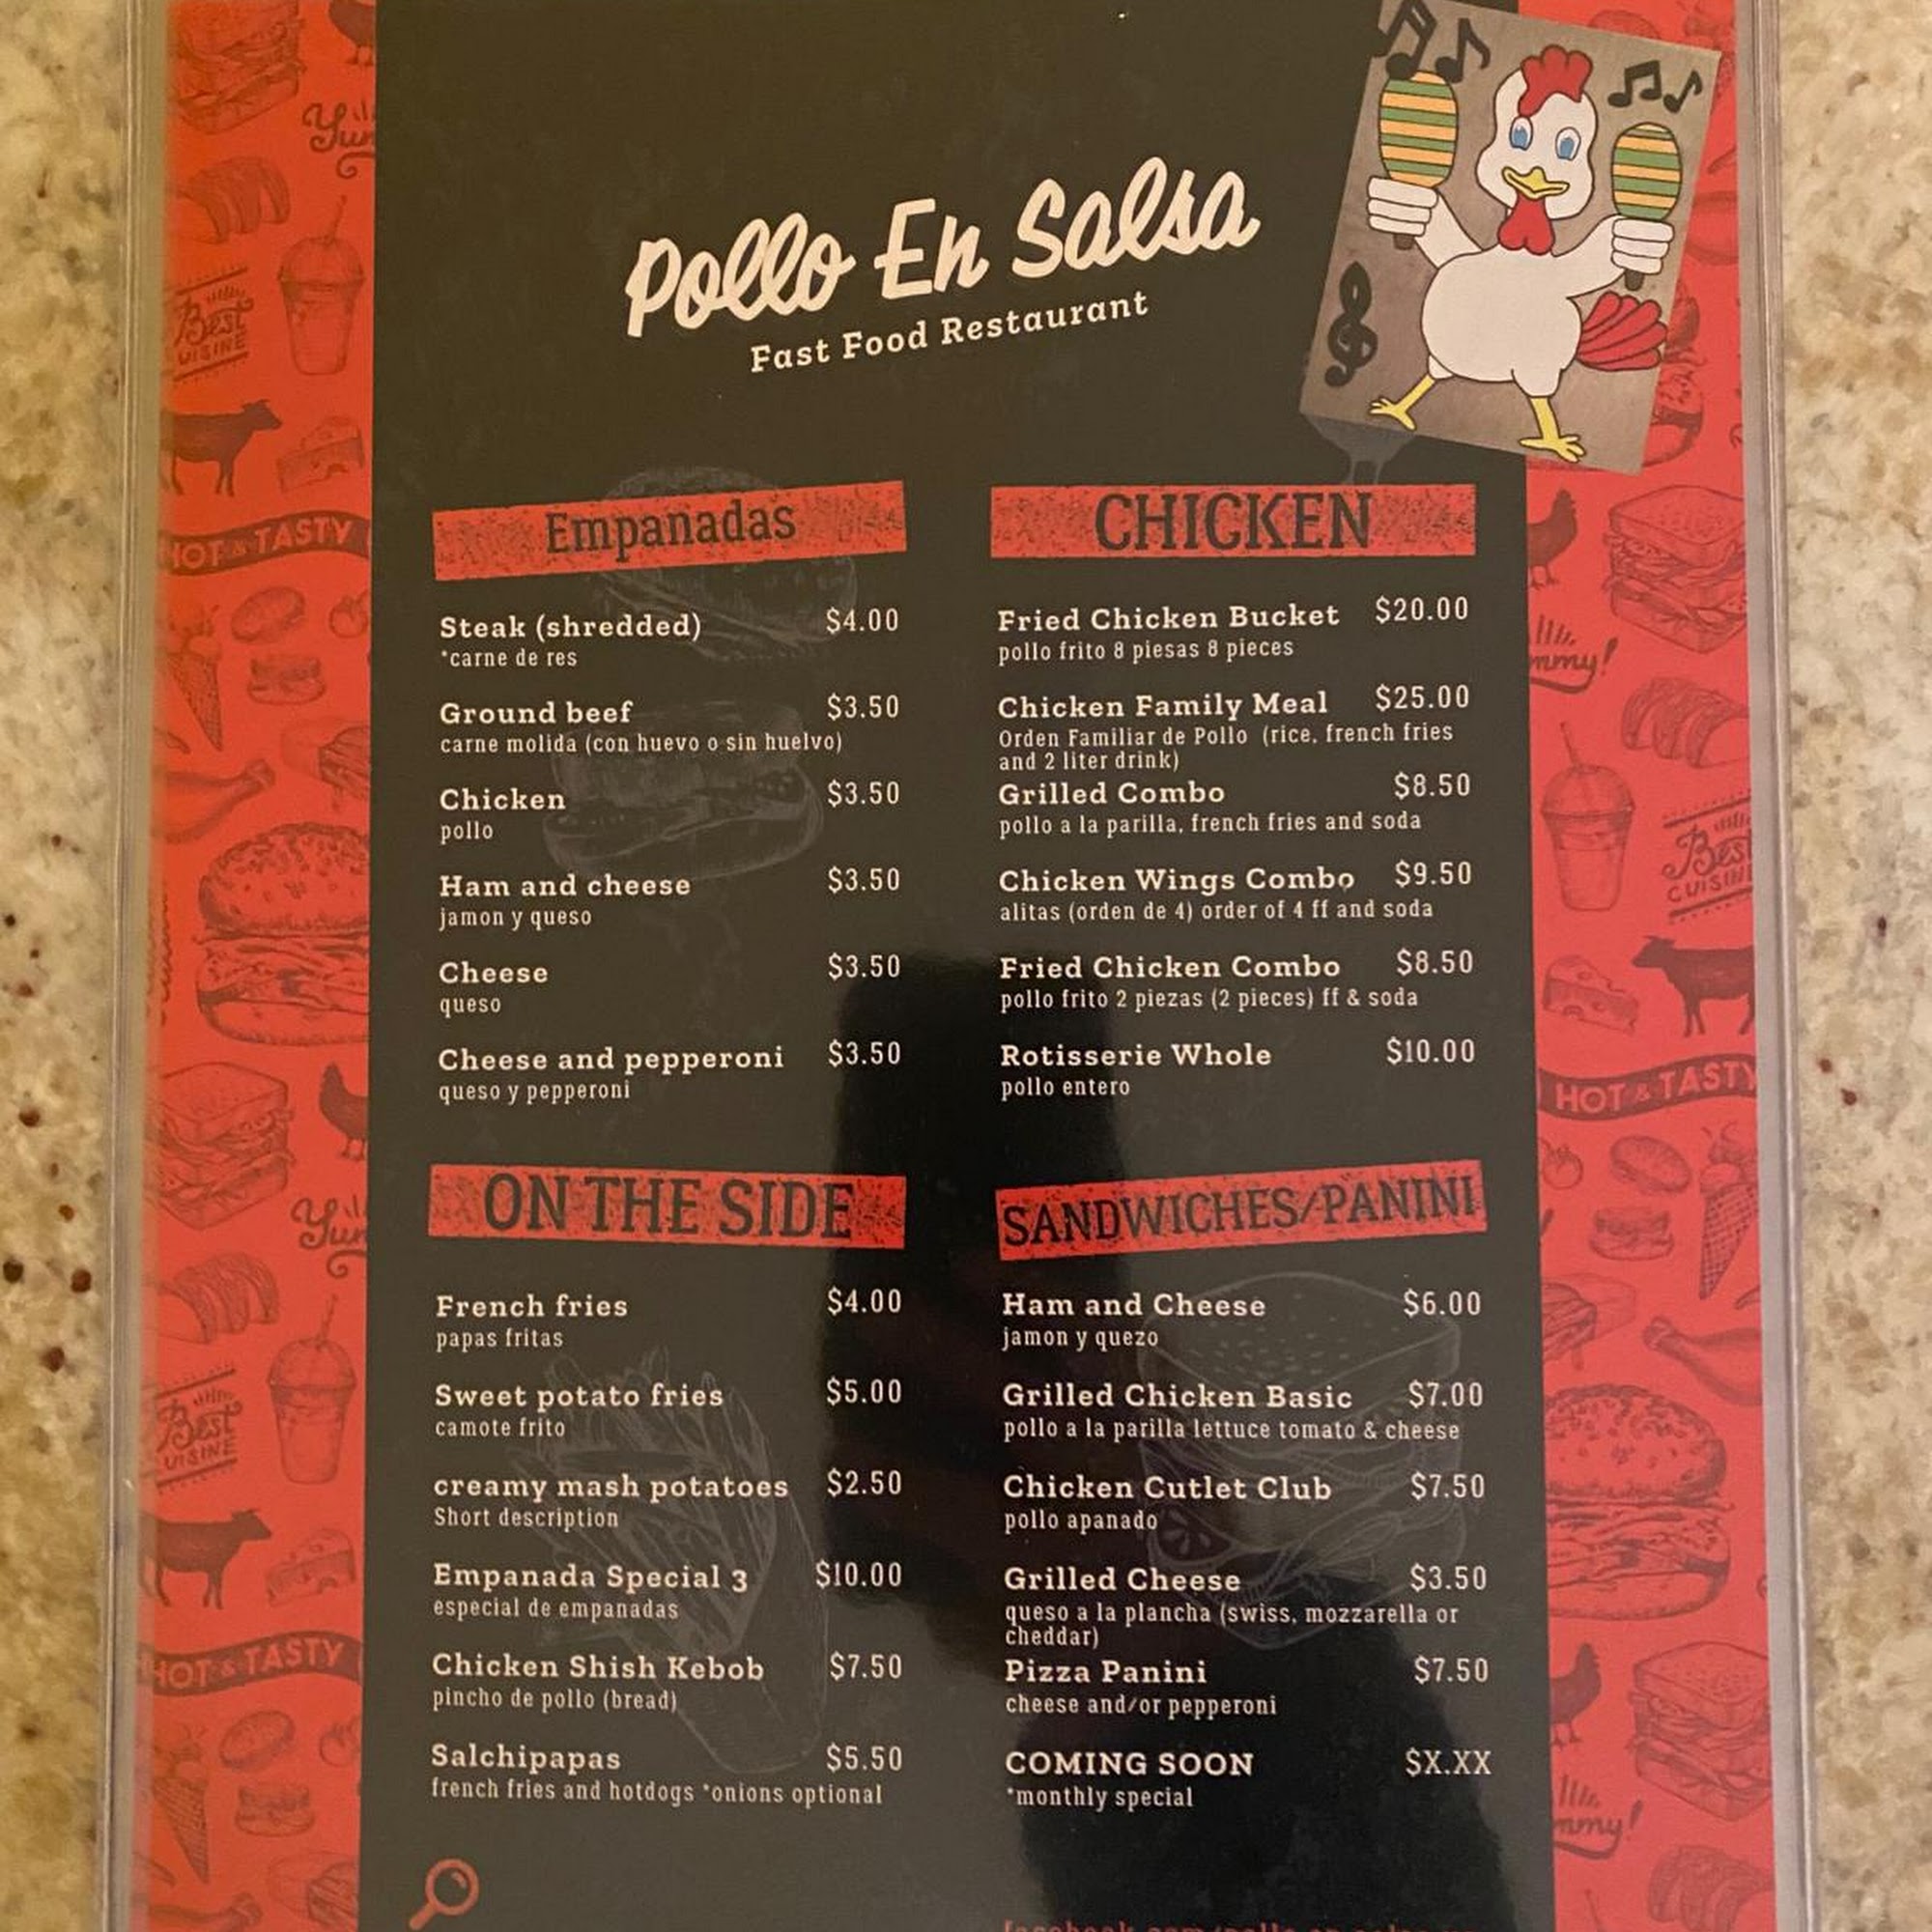 Pollo En Salsa
Fast Food Restaurant
Empanadas
Steak (shredded) $4.00
*carne de res
Ground beef $3.50
carne molida (con huevo o sin huelvo)
Chicken $3.50
pollo
Ham and cheese $3.50
jamon y queso
Cheese $3.50
queso
Cheese and pepperoni $3.50
queso y pepperoni
CHICKEN
Fried Chicken Bucket $20.00
pollo frito 8 piesas 8 pieces
Chicken Family Meal $25.00
Orden Familiar de Pollo (rice, french fries
and 2 liter drink)
Grilled Combo $8.50
pollo a la parilla, french fries and soda
Chicken Wings Combo $9.50
alitas (orden de 4) order of 4 ff and soda
Fried Chicken Combo $8.50
pollo frito 2 piezas (2 pieces) ff & soda
Rotisserie Whole $10.00
pollo entero
ON THE SIDE
French fries $4.00
papas fritas
Sweet potato fries $5.00
camote frito
creamy mash potatoes $2.50
Short description
Empanada Special 3 $10.00
especial de empanadas
Chicken Shish Kebob $7.50
pincho de pollo (bread)
Salchipapas $5.50
french fries and hotdogs *onions optional
SANDWICHES/PANINI
Ham and Cheese $6.00
jamon y quezo
Grilled Chicken Basic $7.00
pollo a la parilla lettuce tomato & cheese
Chicken Cutlet Club $7.50
pollo apanado
Grilled Cheese $3.50
queso a la plancha (swiss, mozzarella or
cheddar)
Pizza Panini $7.50
cheese and/or pepperoni
COMING SOON $X.XX
*monthly special
HOT & TASTY
Best
HOT & TASTY
Best
CUISINE
HOT & TASTY